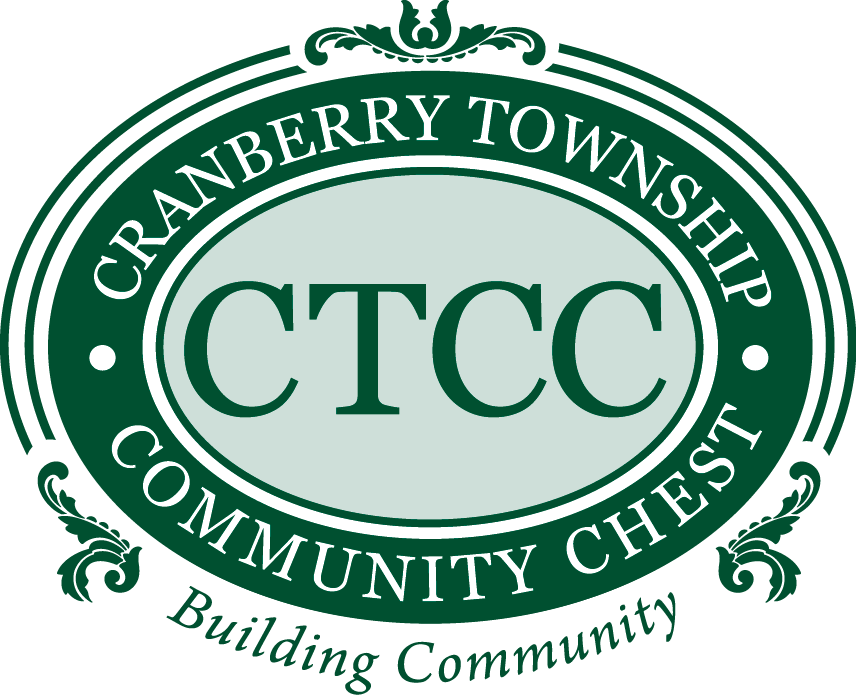 CRANBERRY TOWNSHIP
CTCC
COMMUNITY CHEST
Building Community